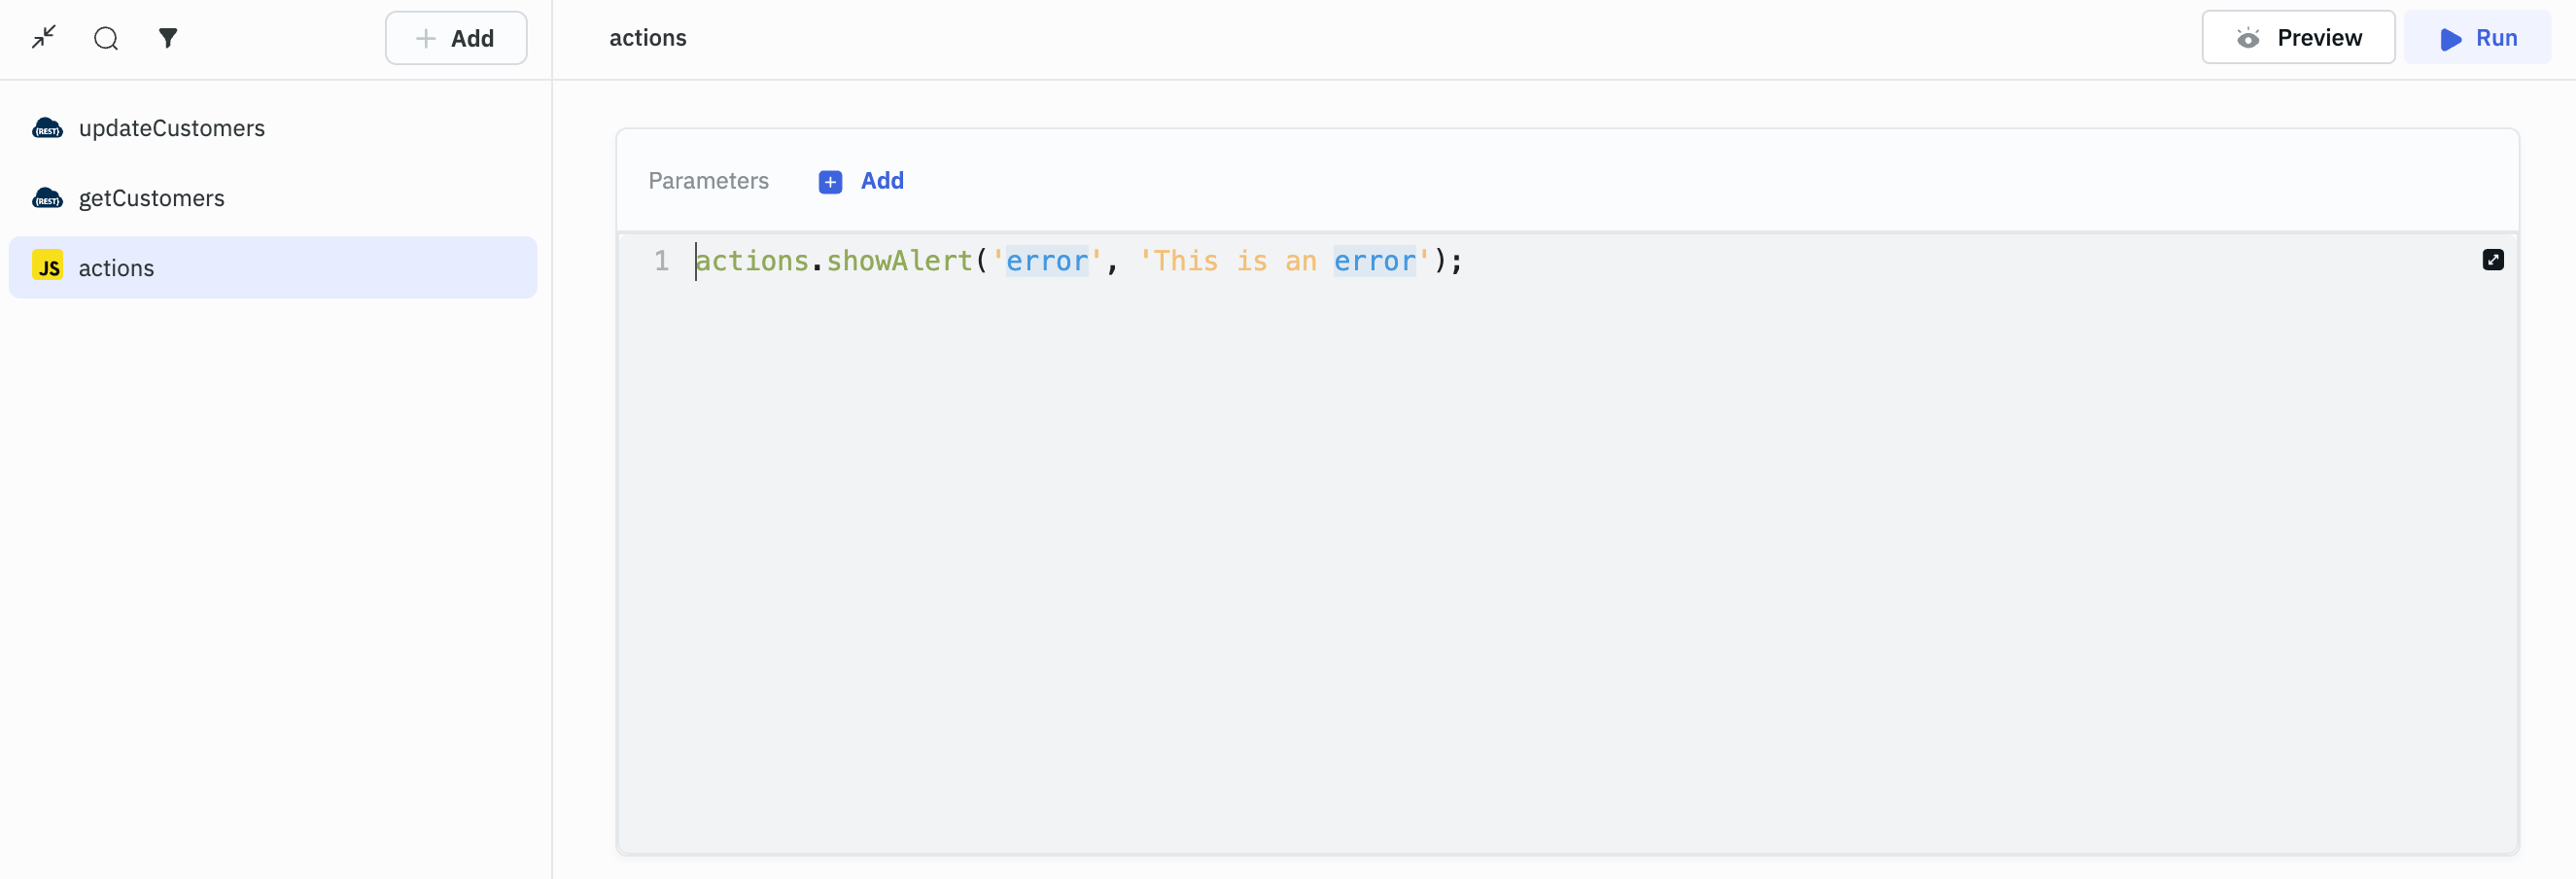 Add
actions
Preview
Run
{REST} updateCustomers
{REST} getCustomers
JS actions
Parameters
Add
1 actions.showAlert('error', 'This is an error');